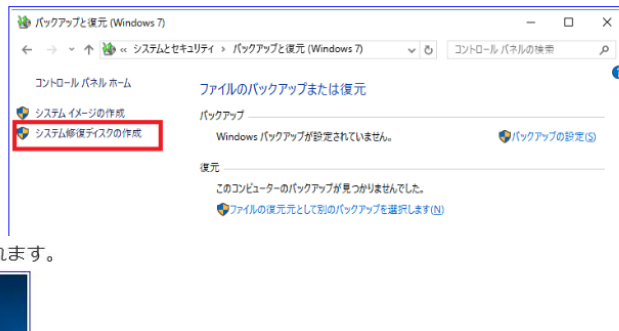 バックアップと復元 (Windows 7)
« システムとセキュリティ › バックアップと復元 (Windows 7)
コントロール パネルの検索
コントロール パネル ホーム
ファイルのバックアップまたは復元
システム イメージの作成
バックアップ
システム修復ディスクの作成
Windows バックアップが設定されていません。
バックアップの設定(S)
復元
このコンピューターのバックアップが見つかりませんでした。
ファイルの復元元として別のバックアップを選択します(N)
れます。